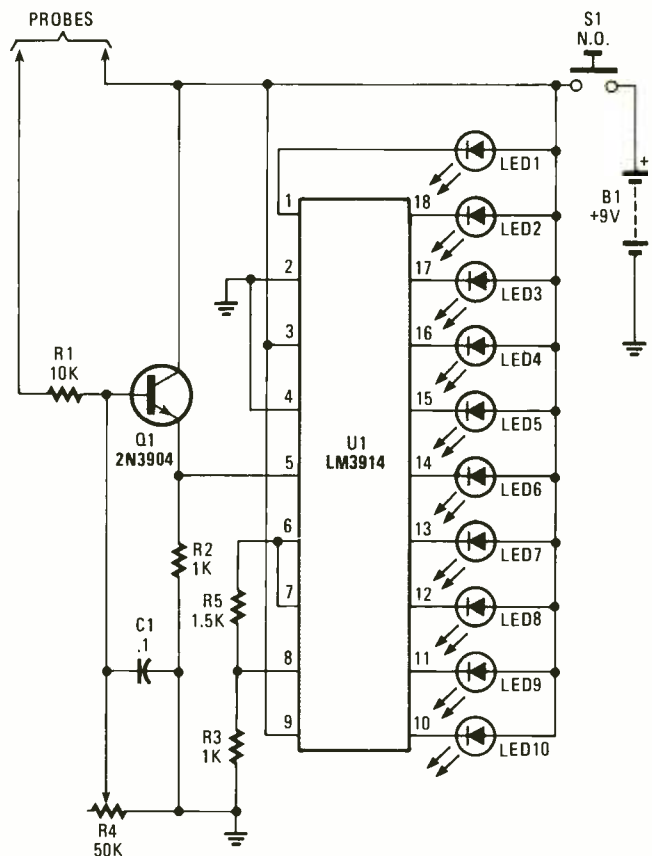 PROBES
S1
N.O.
LED1
1
18
LED2
B1
+9V
+
2
17
LED3
3
16
LED4
R1
10K
4
15
LED5
Q1
2N3904
U1
LM3914
5
14
LED6
6
13
LED7
R2
1K
R5
1.5K
7
12
LED8
C1
.1
8
11
LED9
R3
1K
9
10
LED10
R4
50K